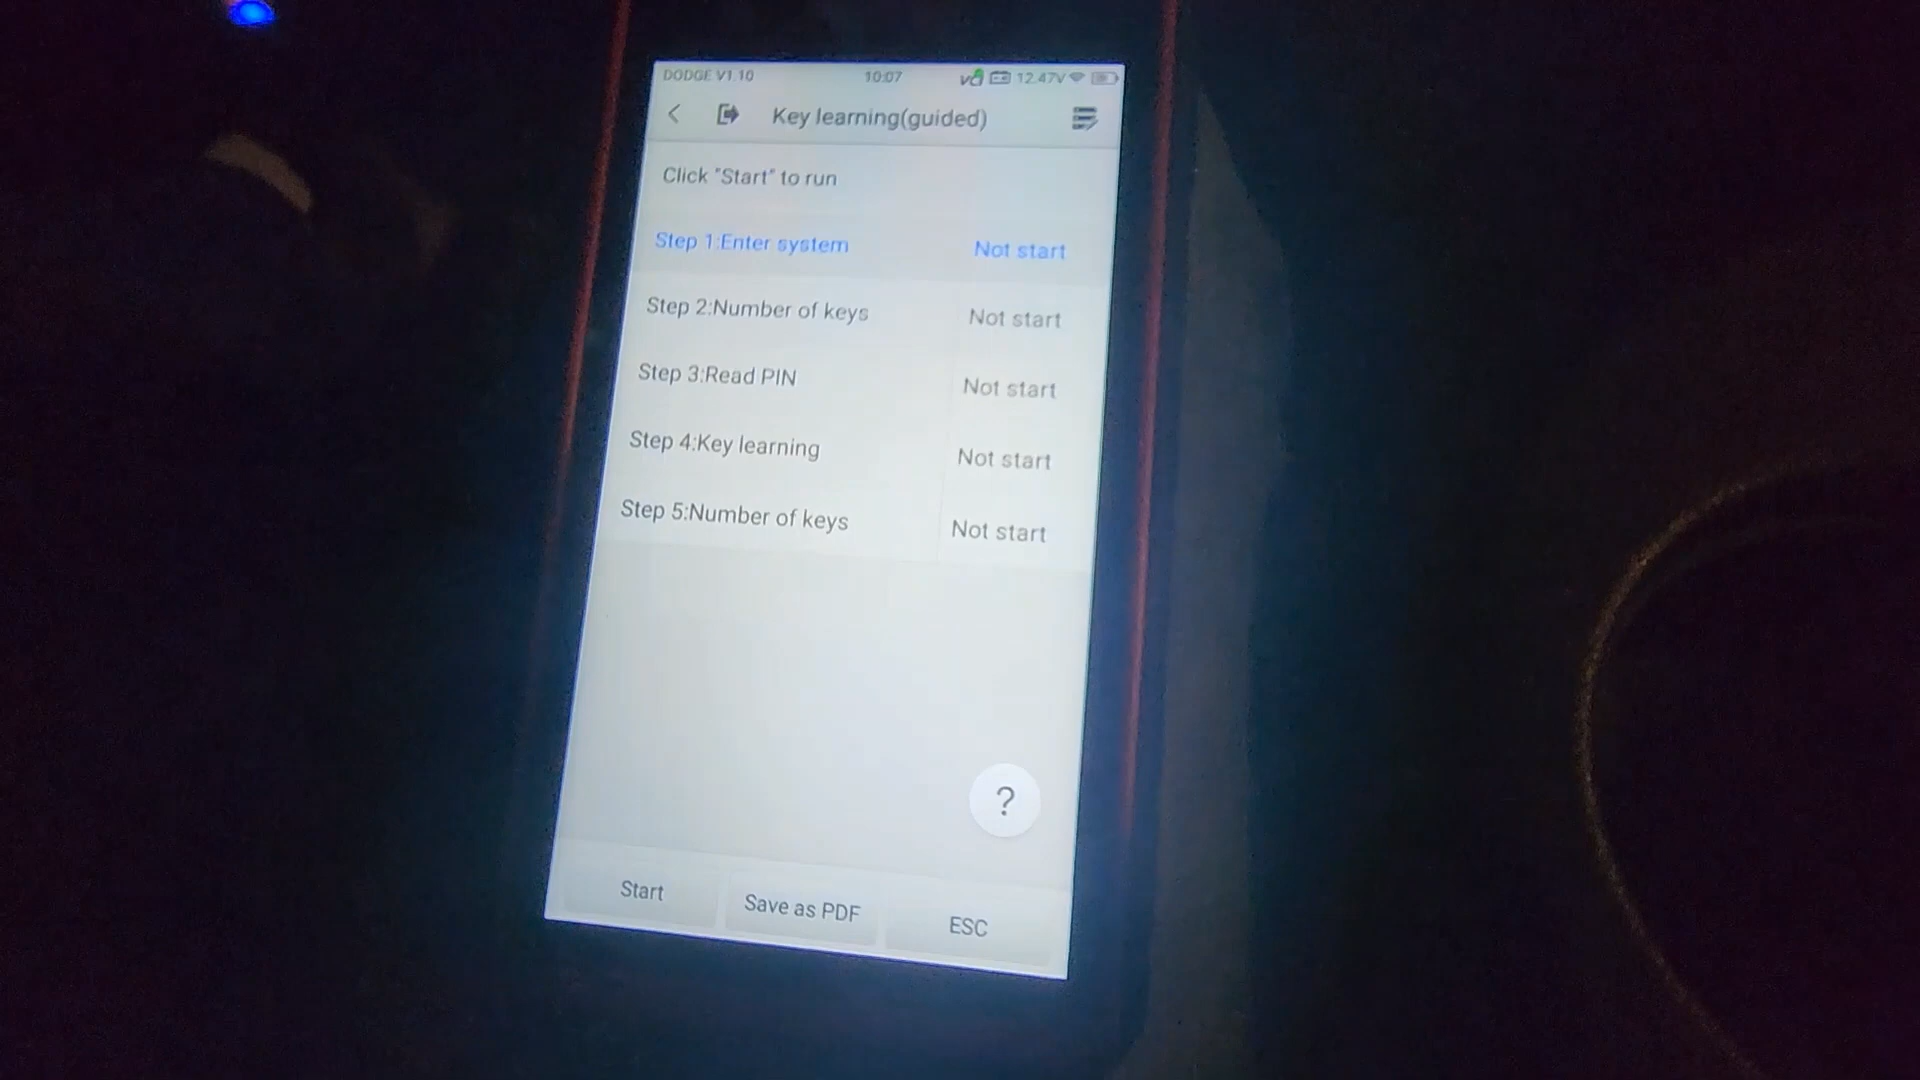 DODGE V1.10 10:07 VCI 12.47V
Key learning(guided)
Click "Start" to run
Step 1:Enter system Not start
Step 2:Number of keys Not start
Step 3:Read PIN Not start
Step 4:Key learning Not start
Step 5:Number of keys Not start
?
Start Save as PDF ESC